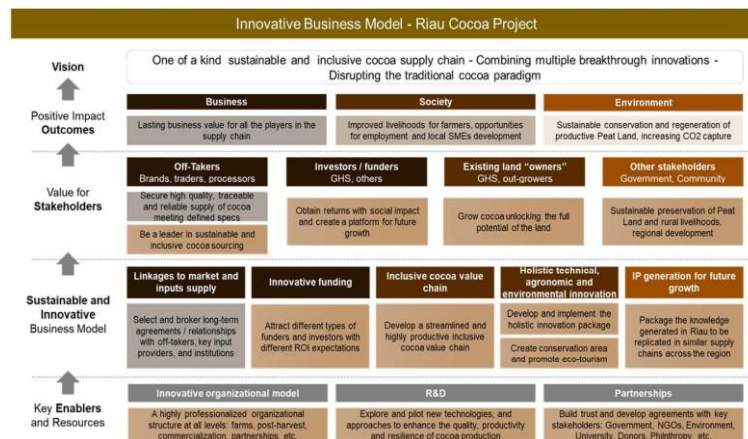 Innovative Business Model - Riau Cocoa Project
Vision
One of a kind sustainable and inclusive cocoa supply chain - Combining multiple breakthrough innovations -
Disrupting the traditional cocoa paradigm
Positive Impact
Outcomes
Business
Lasting business value for all the players in the
supply chain
Society
Improved livelihoods for farmers, opportunities
for employment and local SMEs development
Environment
Sustainable conservation and regeneration of
productive Peat Land, increasing CO2 capture
Value for
Stakeholders
Off-Takers
Brands, traders, processors
Secure high quality, traceable
and reliable supply of cocoa
meeting defined specs
Be a leader in sustainable and
inclusive cocoa sourcing
Investors / funders
GHS, others
Obtain returns with social impact
and create a platform for future
growth
Existing land “owners”
GHS, out-growers
Grow cocoa unlocking the full
potential of the land
Other stakeholders
Government, Community
Sustainable preservation of Peat
Land and rural livelihoods,
regional development
Sustainable and
Innovative
Business Model
Linkages to market and
inputs supply
Select and broker long-term
agreements / relationships
with off-takers, key input
providers, and institutions
Innovative funding
Attract different types of
funders and investors with
different ROI expectations
Inclusive cocoa value
chain
Develop a streamlined and
highly productive inclusive
cocoa value chain
Holistic technical,
agronomic and
environmental innovation
Develop and implement the
holistic innovation package
Create conservation area
and promote eco-tourism
IP generation for future
growth
Package the knowledge
generated in Riau to be
replicated in similar supply
chains across the region
Key Enablers
and Resources
Innovative organizational model
A highly professionalized organizational
structure at all levels: farms, post-harvest,
commercialization, partnerships, etc.
R&D
Explore and pilot new technologies, and
approaches to enhance the quality, productivity
and resilience of cocoa production
Partnerships
Build trust and develop agreements with key
stakeholders: Government, NGOs, Environment,
University, Donors, Philnthropy, etc.